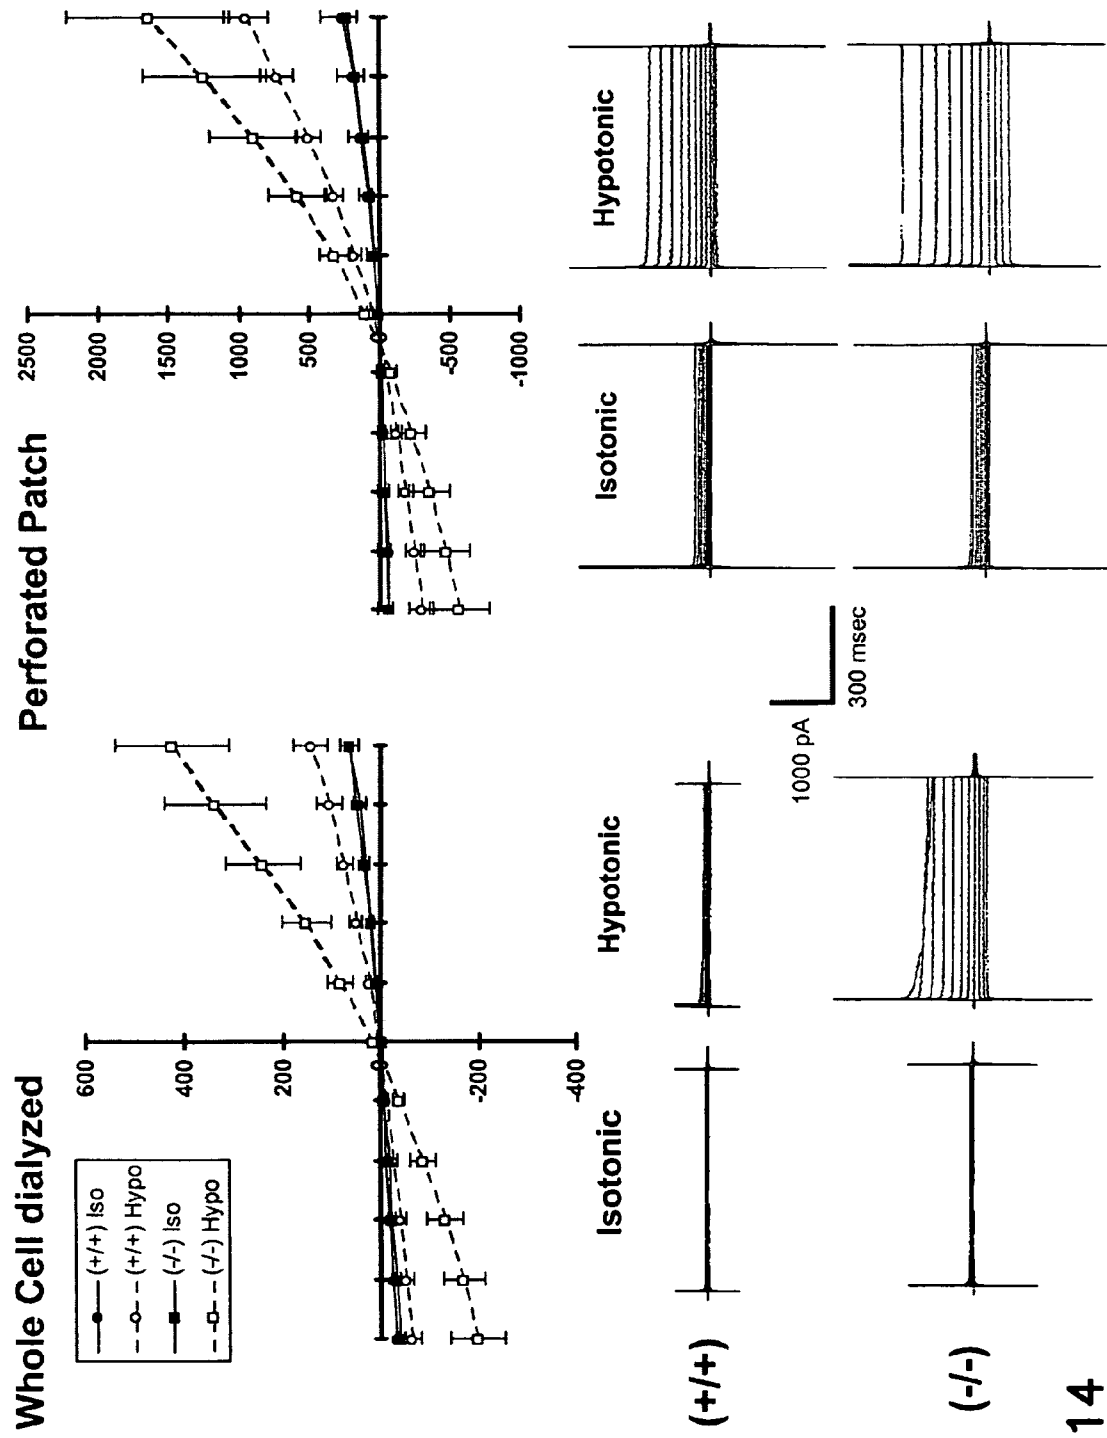 Whole Cell dialyzed
(+/+) Iso
(+/+) Hypo
(-/-) Iso
(-/-) Hypo
600
400
200
0
-200
-400
Perforated Patch
2500
2000
1500
1000
500
0
-500
-1000
Isotonic
Hypotonic
Isotonic
Hypotonic
(+/+)
(-/-)
1000 pA
300 msec
14